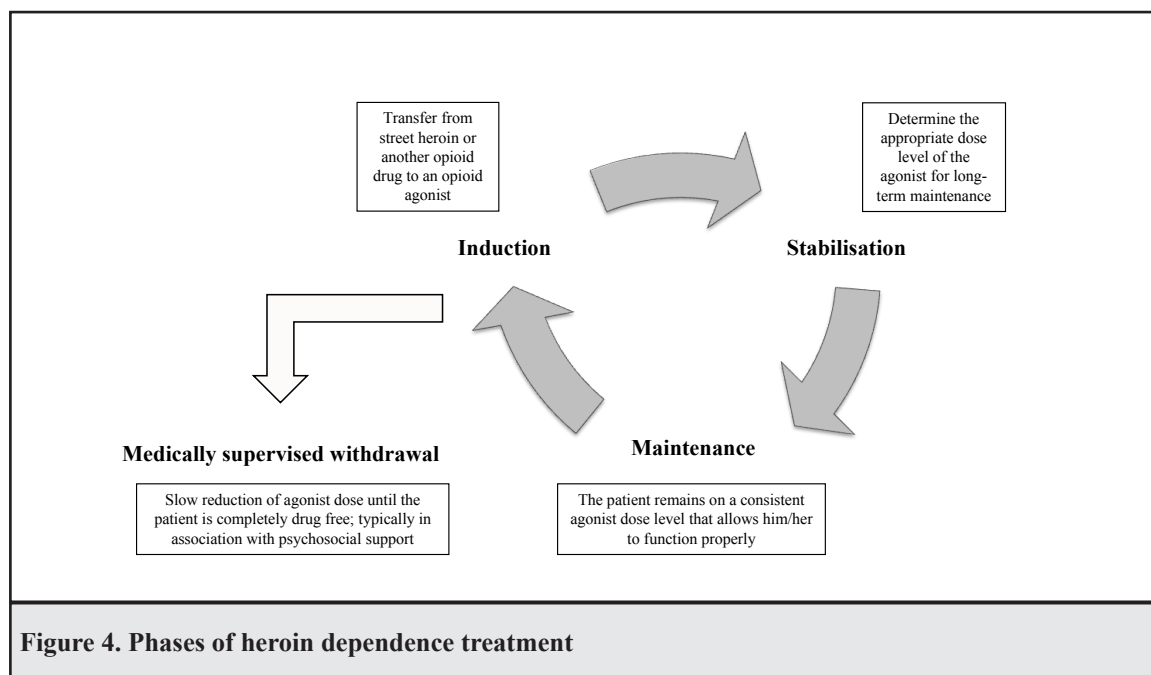 Transfer from
street heroin or
another opioid
drug to an opioid
agonist
Determine the
appropriate dose
level of the
agonist for long-
term maintenance
Induction
Stabilisation
Medically supervised withdrawal
Maintenance
Slow reduction of agonist dose until the
patient is completely drug free; typically in
association with psychosocial support
The patient remains on a consistent
agonist dose level that allows him/her
to function properly
Figure 4. Phases of heroin dependence treatment